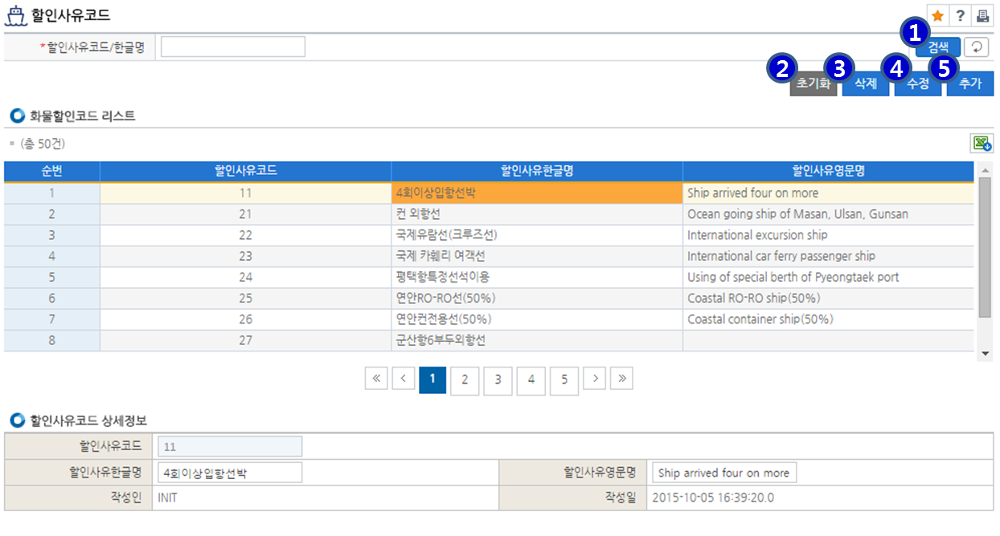 할인사유코드
?
*할인사유코드/한글명
1 검색
2 초기화 3 삭제 4 수정 5 추가
화물할인코드 리스트
(총 50건)
순번 할인사유코드 할인사유한글명 할인사유영문명
1 11 4회이상입항선박 Ship arrived four on more
2 21 컨 외항선 Ocean going ship of Masan, Ulsan, Gunsan
3 22 국제유람선(크루즈선) International excursion ship
4 23 국제 카훼리 여객선 International car ferry passenger ship
5 24 평택항특정선석이용 Using of special berth of Pyeongtaek port
6 25 연안RO-RO선(50%) Coastal RO-RO ship(50%)
7 26 연안컨전용선(50%) Coastal container ship(50%)
8 27 군산항6부두외항선
« ‹ 1 2 3 4 5 › »
할인사유코드 상세정보
할인사유코드 11
할인사유한글명 4회이상입항선박 할인사유영문명 Ship arrived four on more
작성인 INIT 작성일 2015-10-05 16:39:20.0